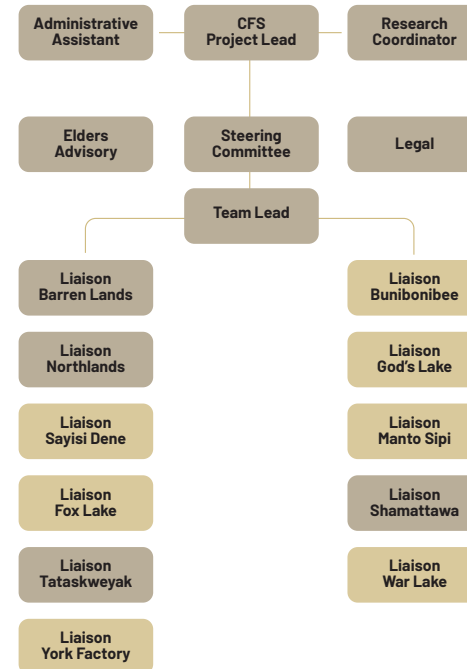 Administrative
Assistant
CFS
Project Lead
Research
Coordinator
Elders
Advisory
Steering
Committee
Legal
Team Lead
Liaison
Barren Lands
Liaison
Northlands
Liaison
Sayisi Dene
Liaison
Fox Lake
Liaison
Tataskweyak
Liaison
York Factory
Liaison
Bunibonibee
Liaison
God's Lake
Liaison
Manto Sipi
Liaison
Shamattawa
Liaison
War Lake